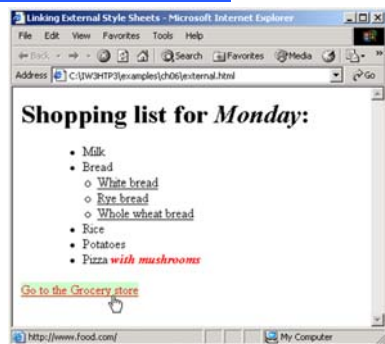 Linking External Style Sheets - Microsoft Internet Explorer
File Edit View Favorites Tools Help
Back Search Favorites Media
Address C:\IW3HTP3\examples\ch06\external.html Go
Shopping list for Monday:
• Milk
• Bread
○ White bread
○ Rye bread
○ Whole wheat bread
• Rice
• Potatoes
• Pizza with mushrooms
Go to the Grocery store
http://www.food.com/ My Computer